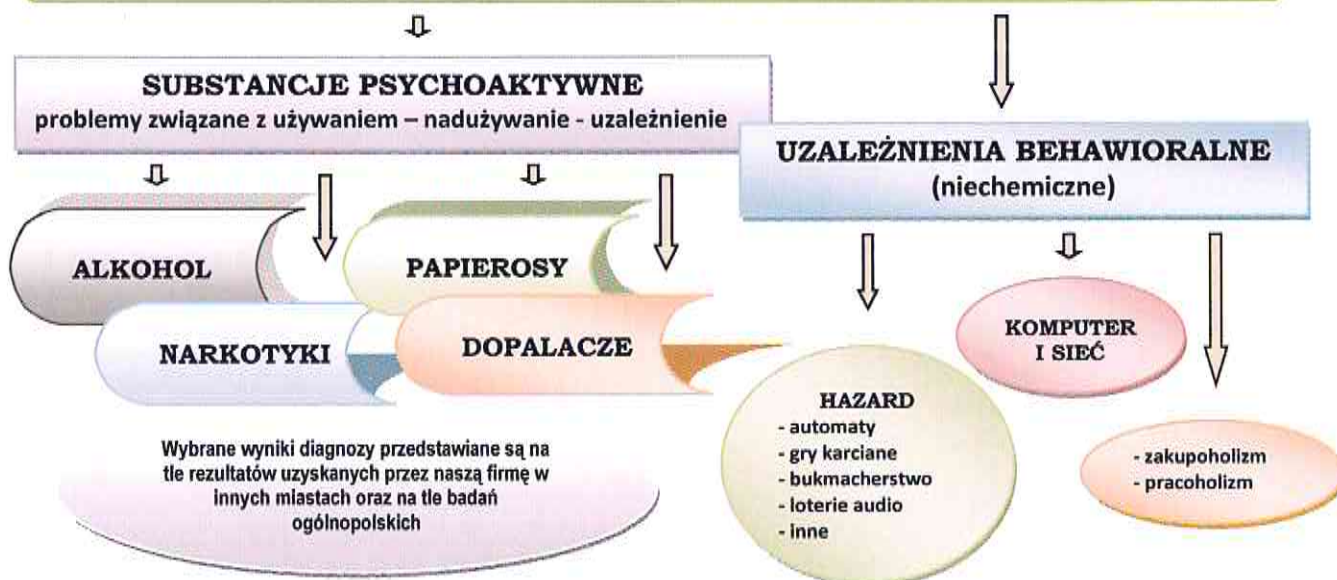 SUBSTANCJE PSYCHOAKTYWNE
problemy związane z używaniem – nadużywanie - uzależnienie
UZALEŻNIENIA BEHAWIORALNE
(niechemiczne)
ALKOHOL
PAPIEROSY
NARKOTYKI
DOPALACZE
KOMPUTER
I SIEĆ
HAZARD
- automaty
- gry karciane
- bukmacherstwo
- loterie audio
- inne
- zakupoholizm
- pracoholizm
Wybrane wyniki diagnozy przedstawiane są na
tle rezultatów uzyskanych przez naszą firmę w
innych miastach oraz na tle badań
ogólnopolskich